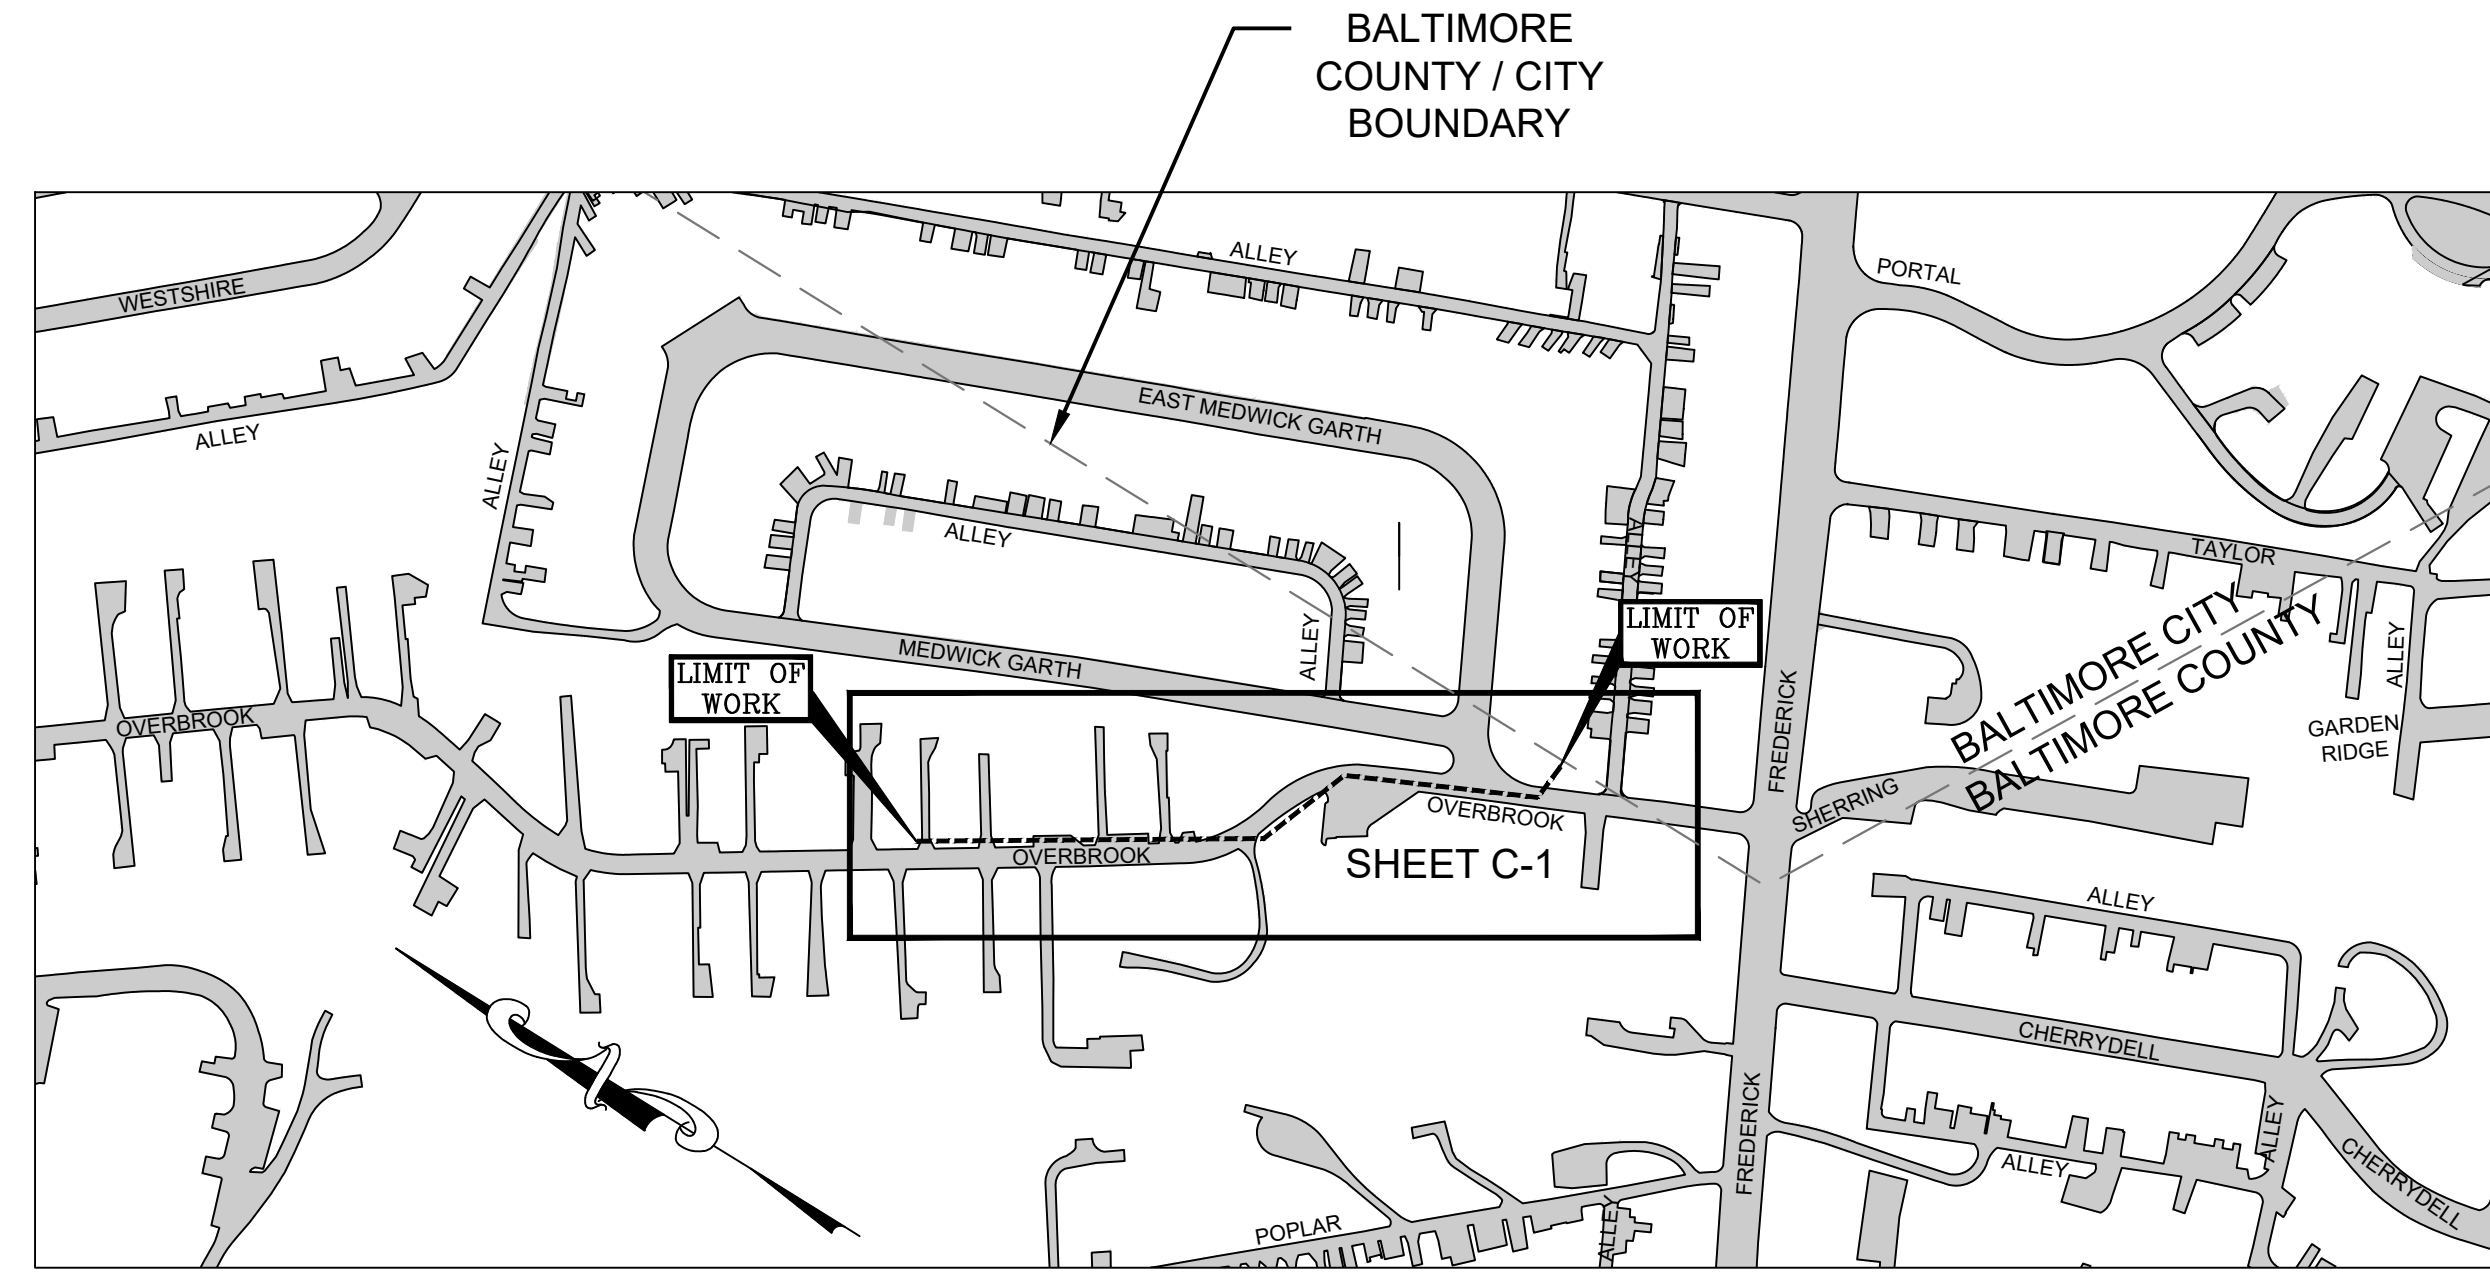 BALTIMORE
COUNTY / CITY
BOUNDARY
ALLEY
PORTAL
WESTSHIRE
EAST MEDWICK GARTH
ALLEY
ALLEY
ALLEY
ALLEY
TAYLOR
LIMIT OF
WORK
BALTIMORE CITY
BALTIMORE COUNTY
ALLEY
ALLEY
MEDWICK GARTH
LIMIT OF
WORK
FREDERICK
GARDEN
RIDGE
OVERBROOK
SHERRING
OVERBROOK
OVERBROOK
SHEET C-1
ALLEY
CHERRYDELL
FREDERICK
ALLEY
ALLEY
CHERRYDELL
POPLAR
ALLEY